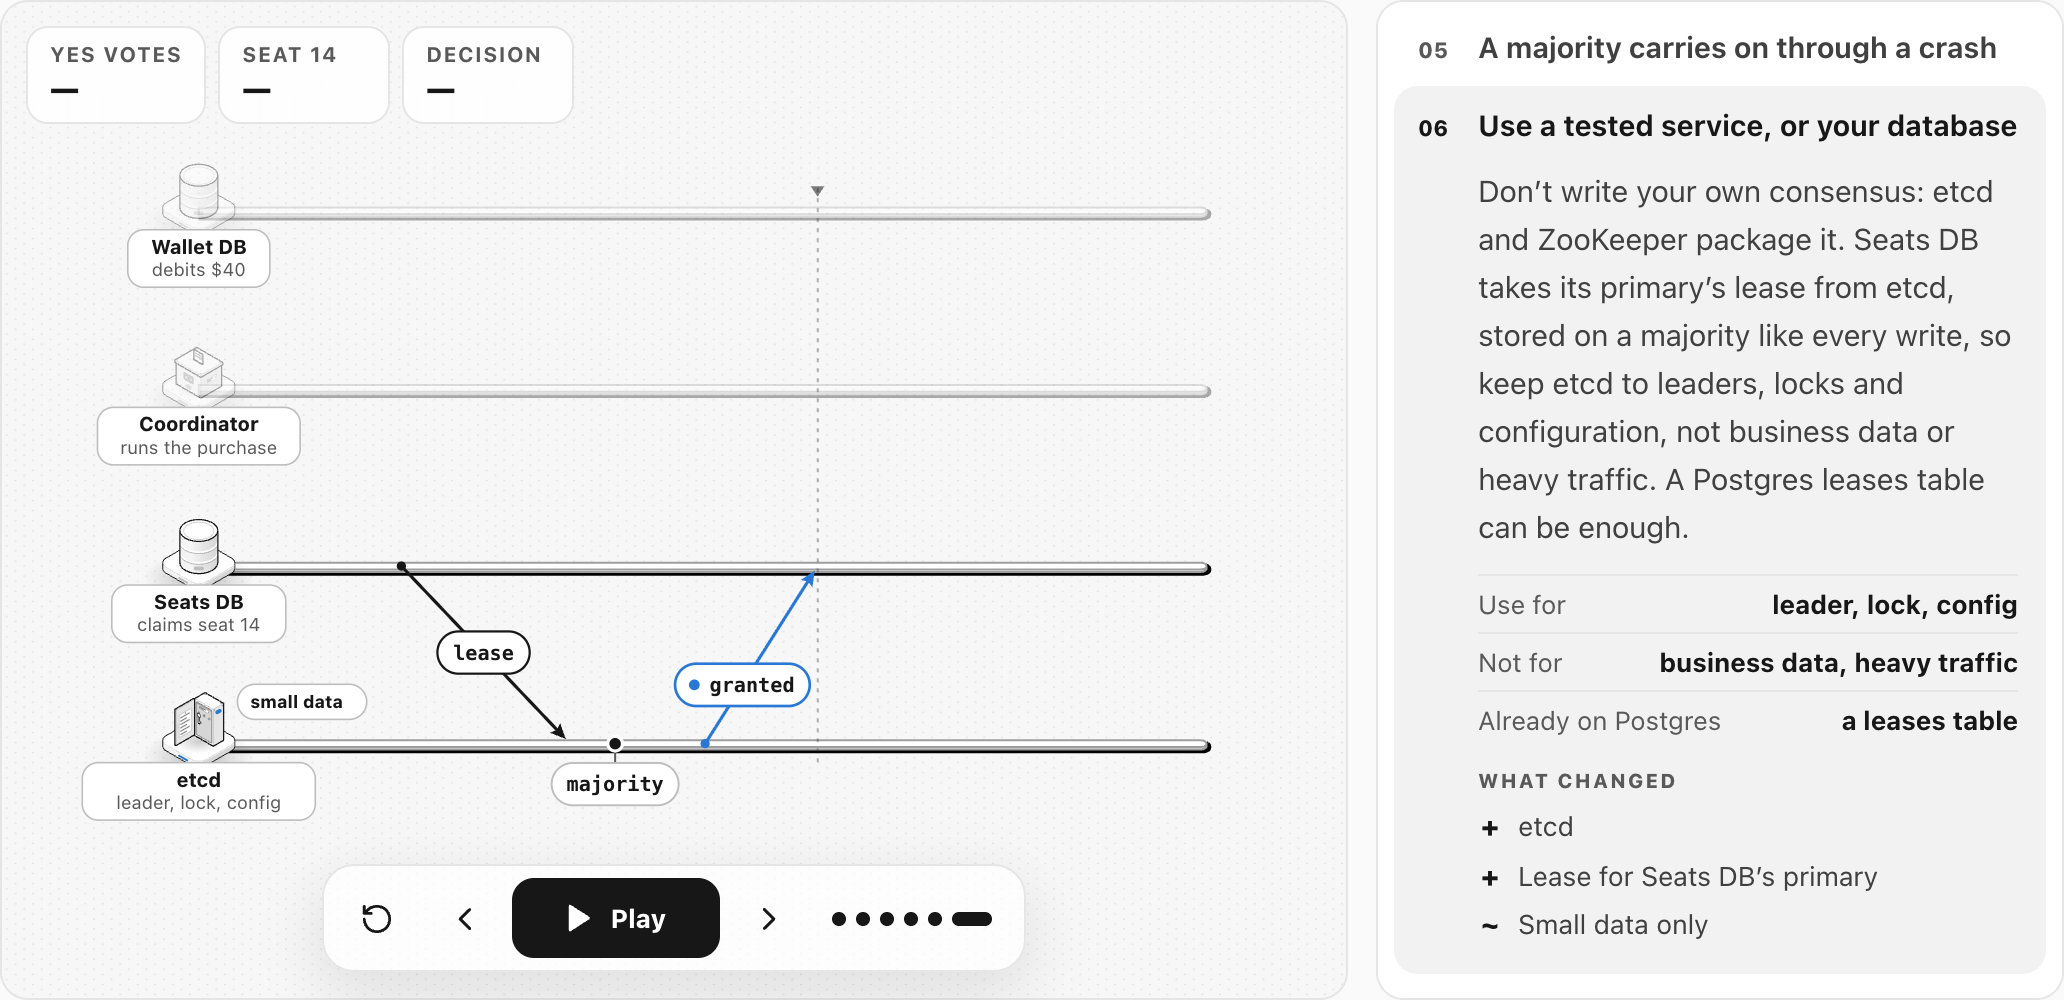 YES VOTES
—
SEAT 14
—
DECISION
—
Wallet DB
debits $40
Coordinator
runs the purchase
Seats DB
claims seat 14
lease
granted
small data
etcd
leader, lock, config
majority
Play
05 A majority carries on through a crash
06 Use a tested service, or your database
Don’t write your own consensus: etcd
and ZooKeeper package it. Seats DB
takes its primary’s lease from etcd,
stored on a majority like every write, so
keep etcd to leaders, locks and
configuration, not business data or
heavy traffic. A Postgres leases table
can be enough.
Use for leader, lock, config
Not for business data, heavy traffic
Already on Postgres a leases table
WHAT CHANGED
+ etcd
+ Lease for Seats DB’s primary
~ Small data only